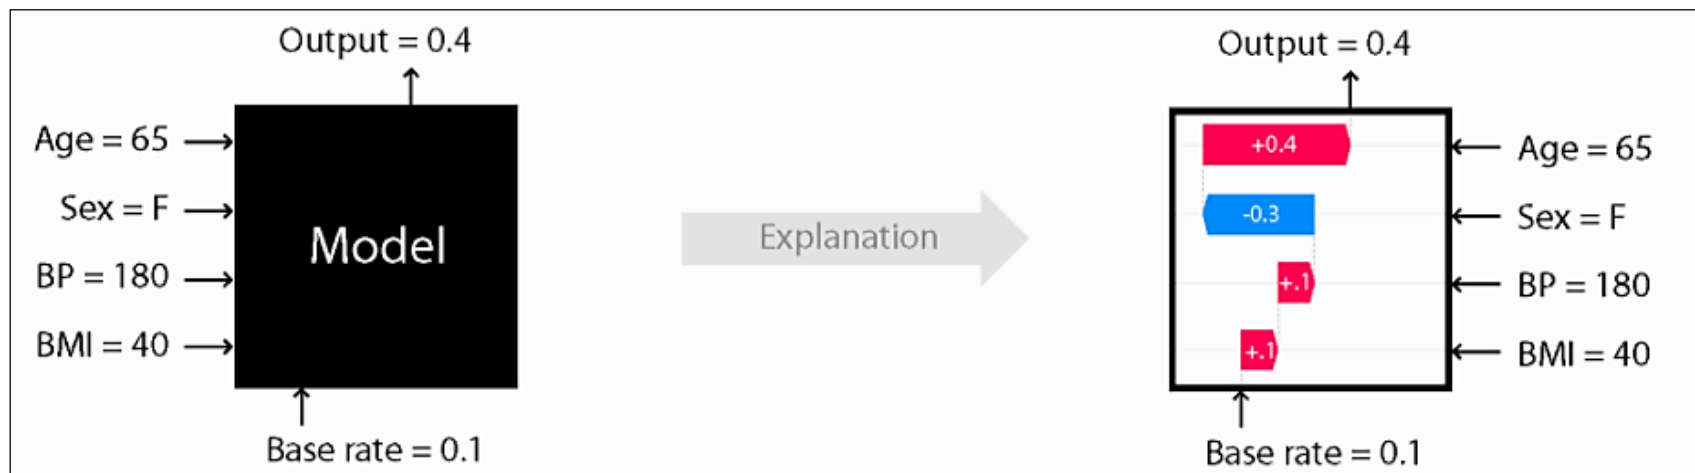 Output = 0.4
Age = 65
Sex = F
BP = 180
BMI = 40
Model
Base rate = 0.1
Explanation
Output = 0.4
+0.4
Age = 65
-0.3
Sex = F
+.1
BP = 180
+.1
BMI = 40
Base rate = 0.1